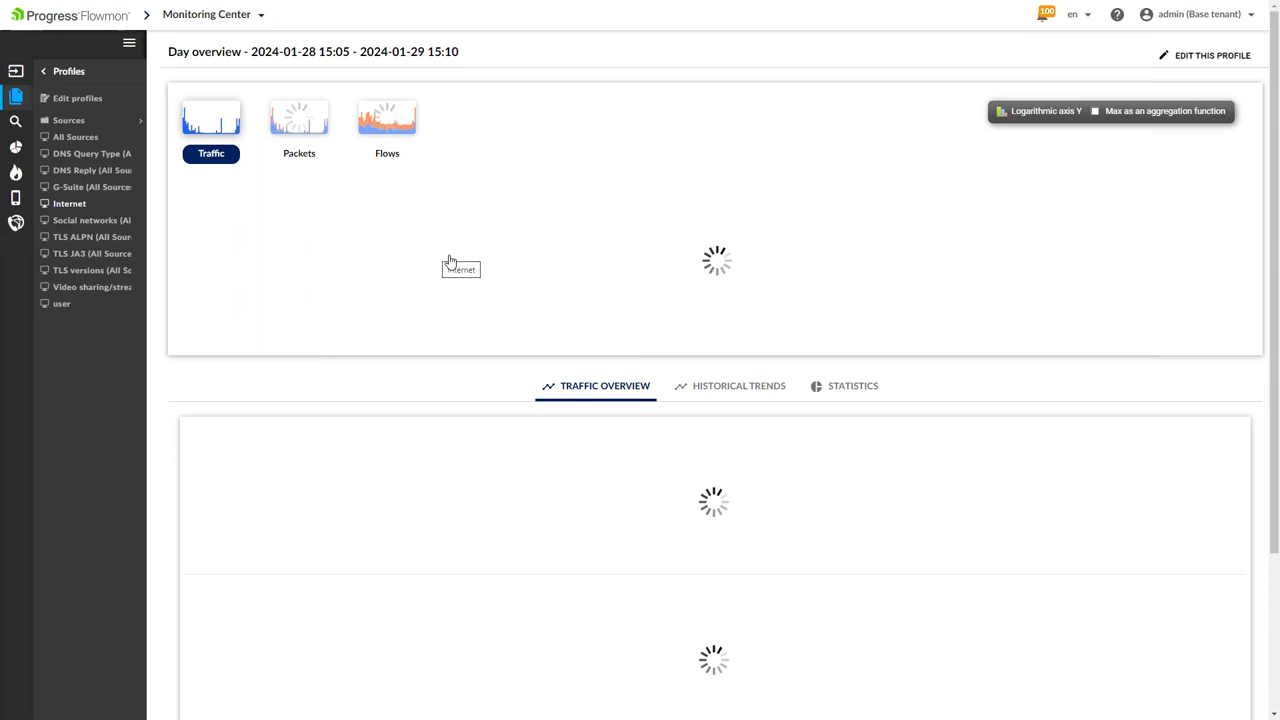 Progress® Flowmon®
Monitoring Center
100
en
admin (Base tenant)
Day overview - 2024-01-28 15:05 - 2024-01-29 15:10
EDIT THIS PROFILE
Profiles
Edit profiles
Sources
All Sources
DNS Query Type (A
DNS Reply (All Sou
G-Suite (All Source
Internet
Social networks (Al
TLS ALPN (All Sour
TLS JA3 (All Source
TLS versions (All So
Video sharing/strea
user
Traffic
Packets
Flows
Logarithmic axis Y
Max as an aggregation function
Internet
TRAFFIC OVERVIEW
HISTORICAL TRENDS
STATISTICS